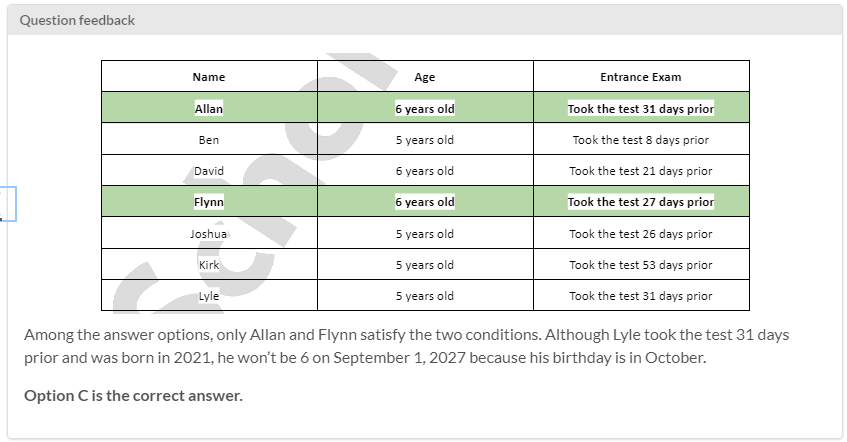 Question feedback
Name Age Entrance Exam
Allan 6 years old Took the test 31 days prior
Ben 5 years old Took the test 8 days prior
David 6 years old Took the test 21 days prior
Flynn 6 years old Took the test 27 days prior
Joshua 5 years old Took the test 26 days prior
Kirk 5 years old Took the test 53 days prior
Lyle 5 years old Took the test 31 days prior
Among the answer options, only Allan and Flynn satisfy the two conditions. Although Lyle took the test 31 days
prior and was born in 2021, he won’t be 6 on September 1, 2027 because his birthday is in October.
Option C is the correct answer.